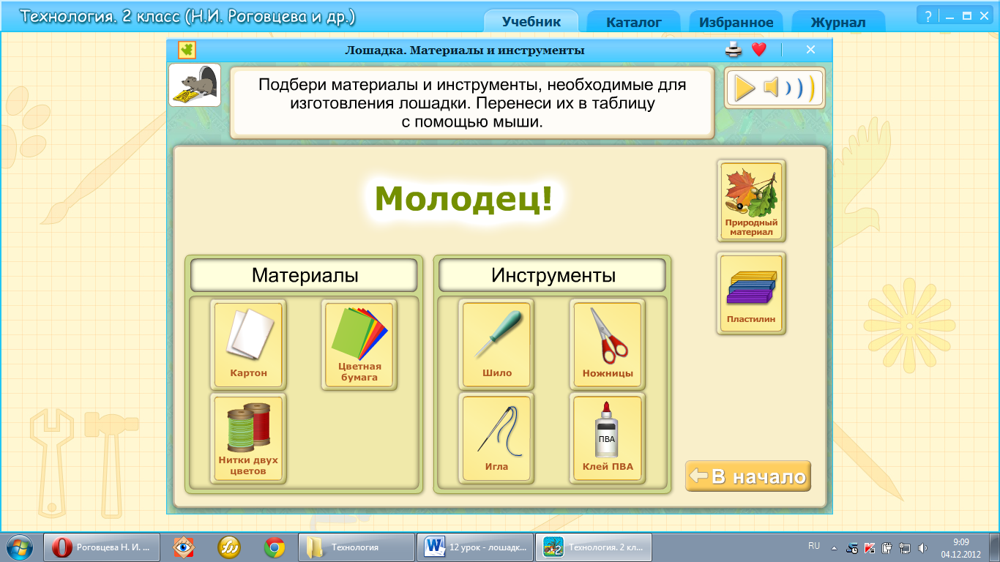 Технология. 2 класс (Н.И. Роговцева и др.)
Учебник
Каталог
Избранное
Журнал
?
Лошадка. Материалы и инструменты
Подбери материалы и инструменты, необходимые для
изготовления лошадки. Перенеси их в таблицу
с помощью мыши.
Молодец!
Природный
материал
Пластилин
Материалы
Инструменты
Картон
Цветная
бумага
Шило
Ножницы
Нитки двух
цветов
Игла
ПВА
Клей ПВА
В начало
Роговцева Н. И. ...
Технология
12 урок - лошадк...
2
Технология. 2 кл...
RU
9:09
04.12.2012